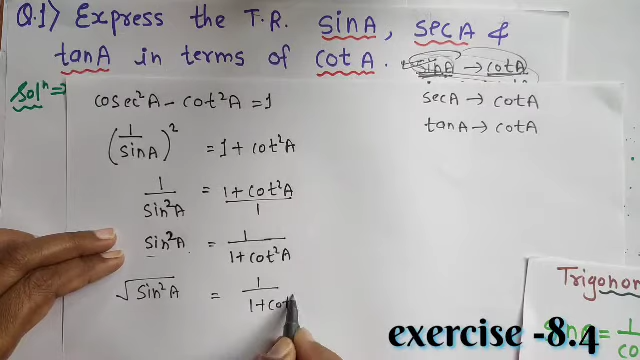 Q.1) Express the T.R. sinA, secA &
tanA in terms of cotA.
Solⁿ ⇒
sinA → cotA
secA → cotA
tanA → cotA
cosec²A - cot²A = 1
(1/sinA)² = 1 + cot²A
1/sin²A = 1 + cot²A/1
sin²A = 1/1 + cot²A
√sin²A = 1/1 + cot
Trigono
exercise -8.4